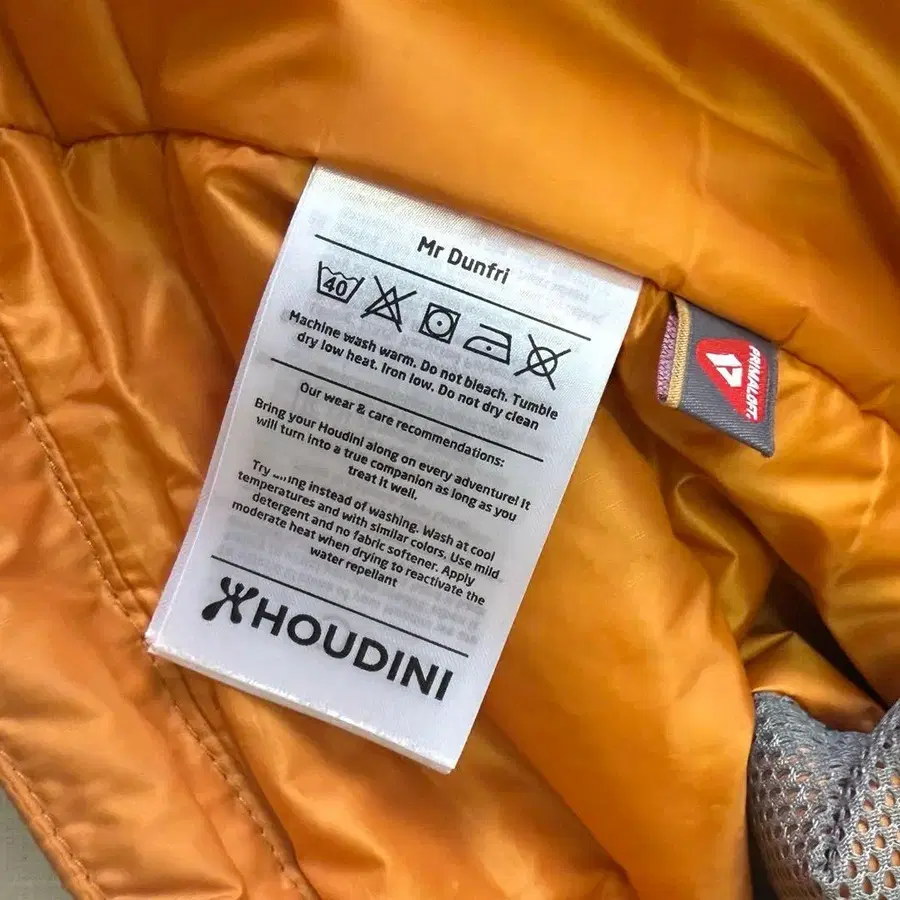 Mr Dunfri
40
Machine wash warm. Do not bleach. Tumble
dry low heat. Iron low. Do not dry clean
Our wear & care recommendations:
Bring your Houdini along on every adventure! It
will turn into a true companion as long as you
treat it well.
Try instead of washing. Wash at cool
temperatures and with similar colors. Use mild
detergent and no fabric softener. Apply
moderate heat when drying to reactivate the
water repellant
HOUDINI
PRIMALOFT.